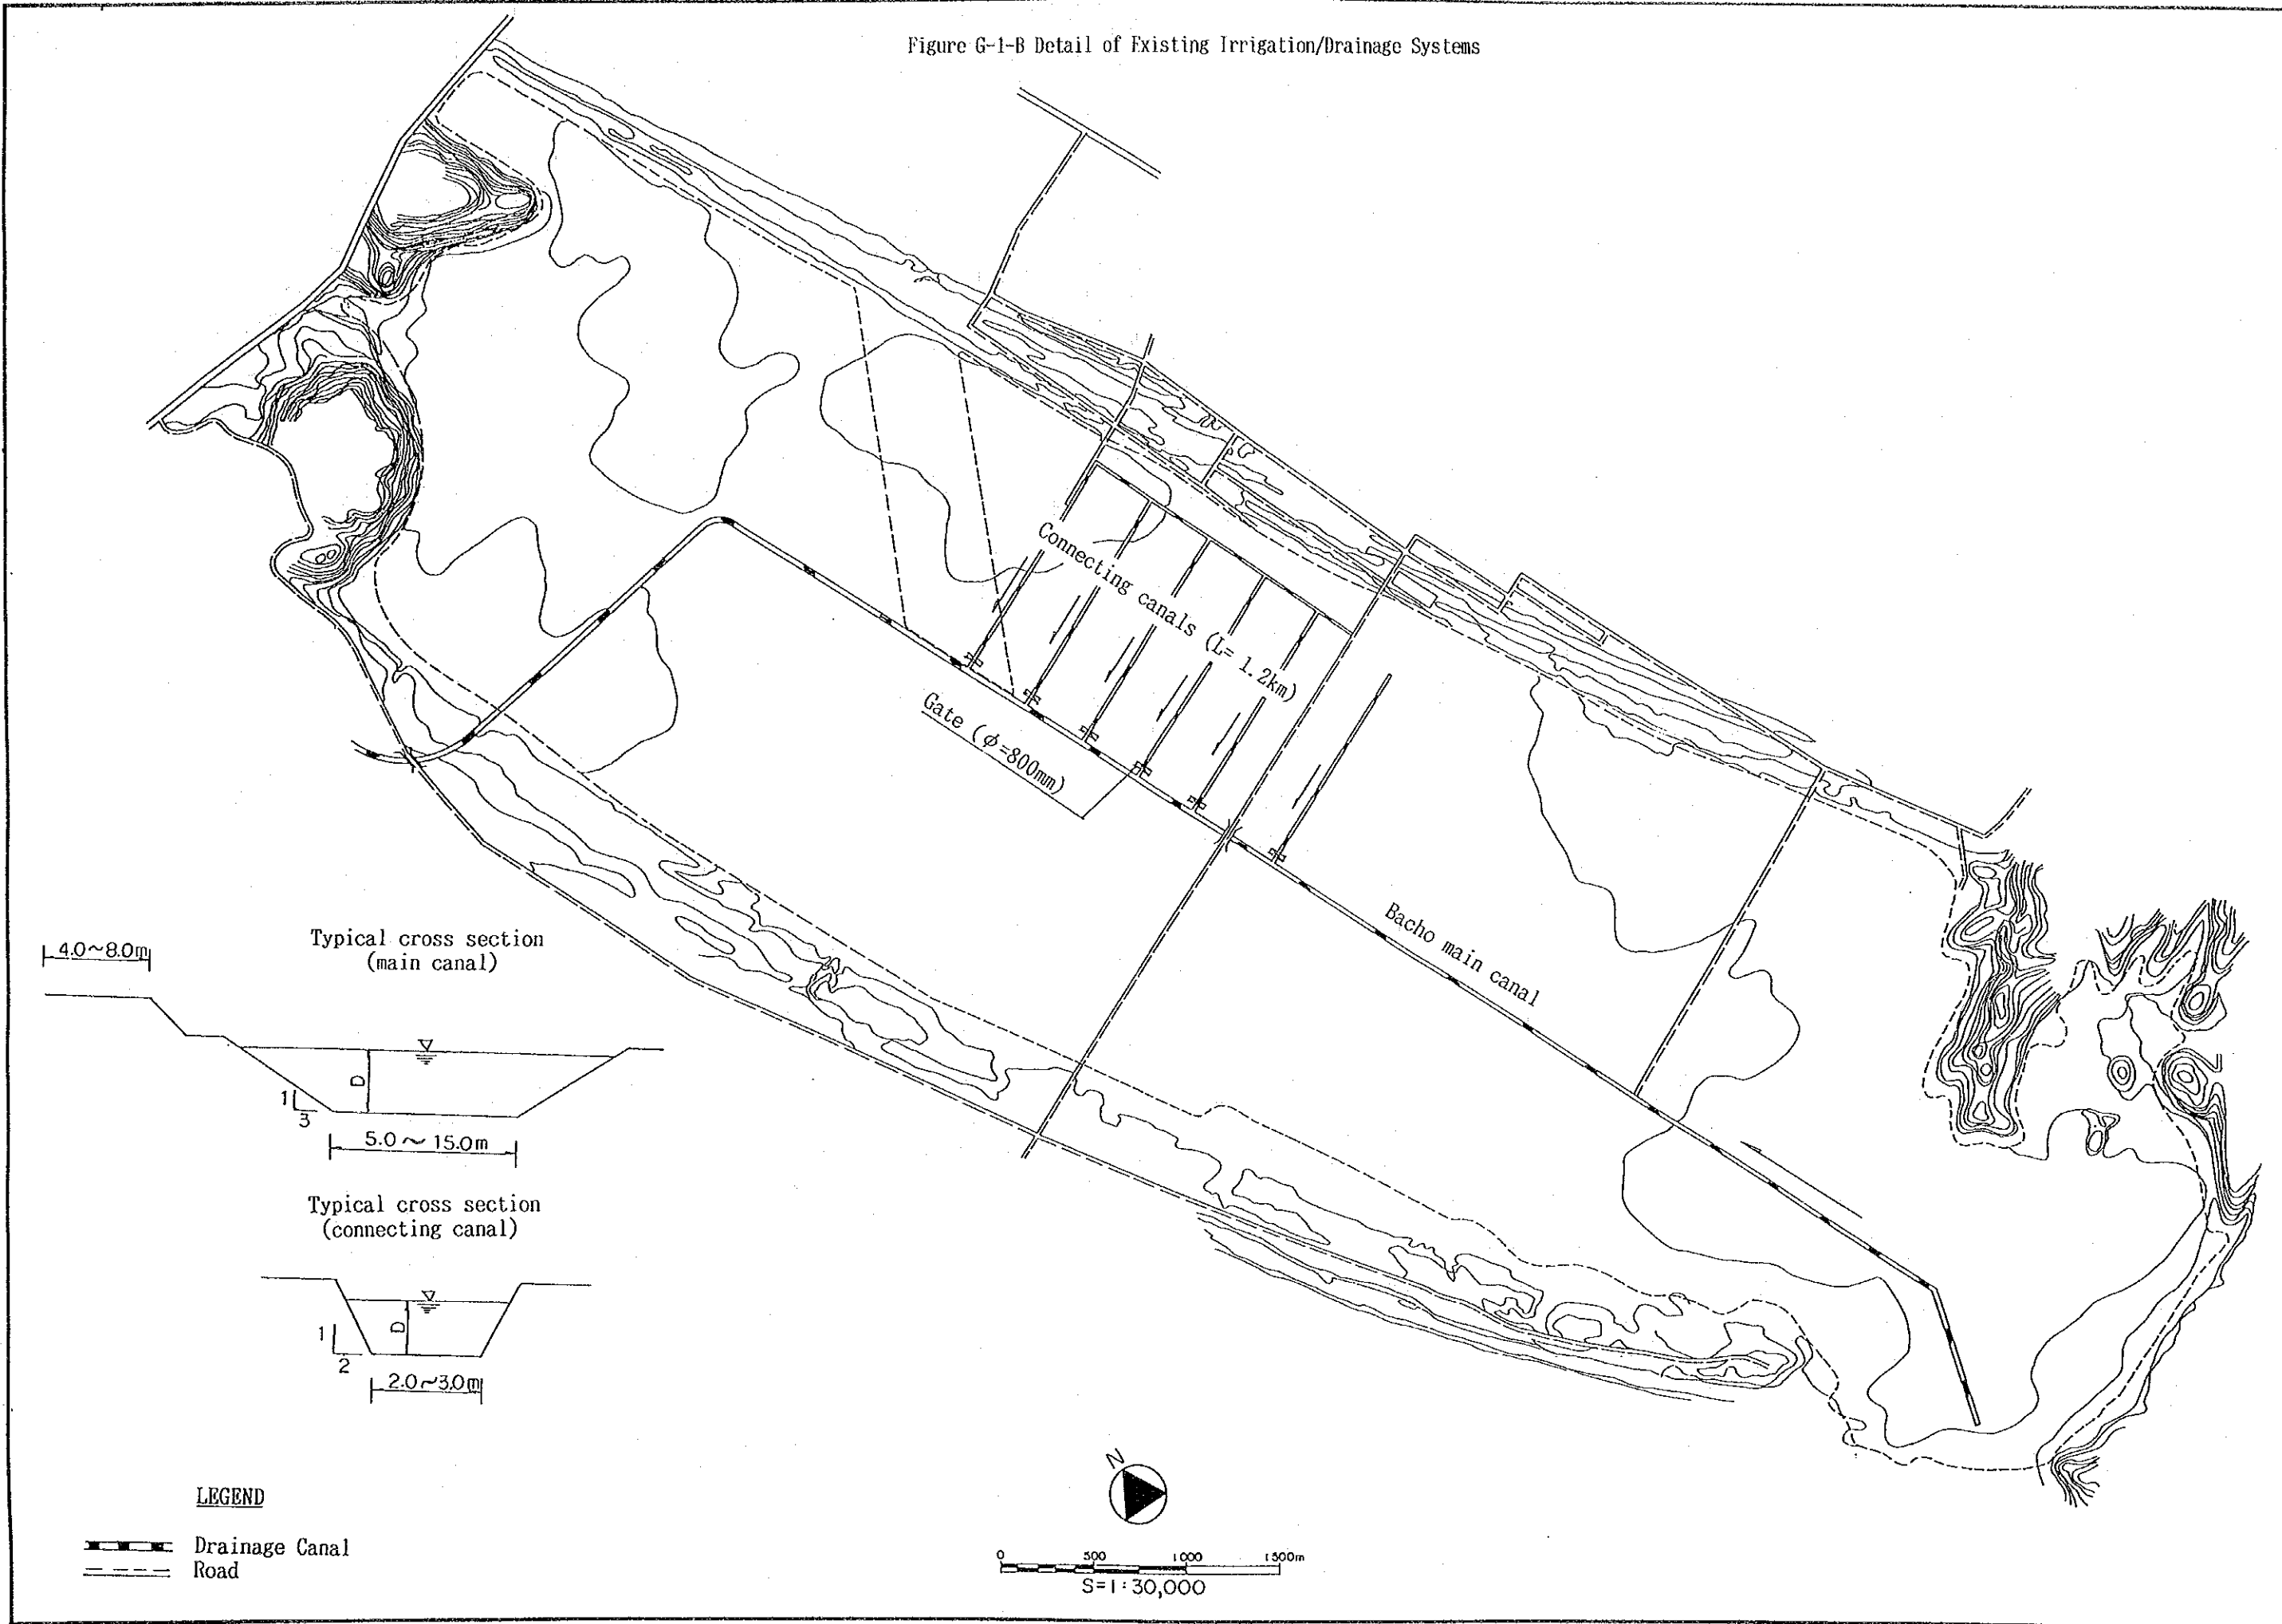 Figure G-1-B Detail of Existing Irrigation/Drainage Systems
Connecting canals (L= 1.2km)
Gate (ϕ=800mm)
Bacho main canal
4.0~8.0m
Typical cross section
(main canal)
D
1
3
5.0~15.0m
Typical cross section
(connecting canal)
D
1
2
2.0~3.0m
N
LEGEND
Drainage Canal
Road
0 500 1000 1500m
S=1:30,000